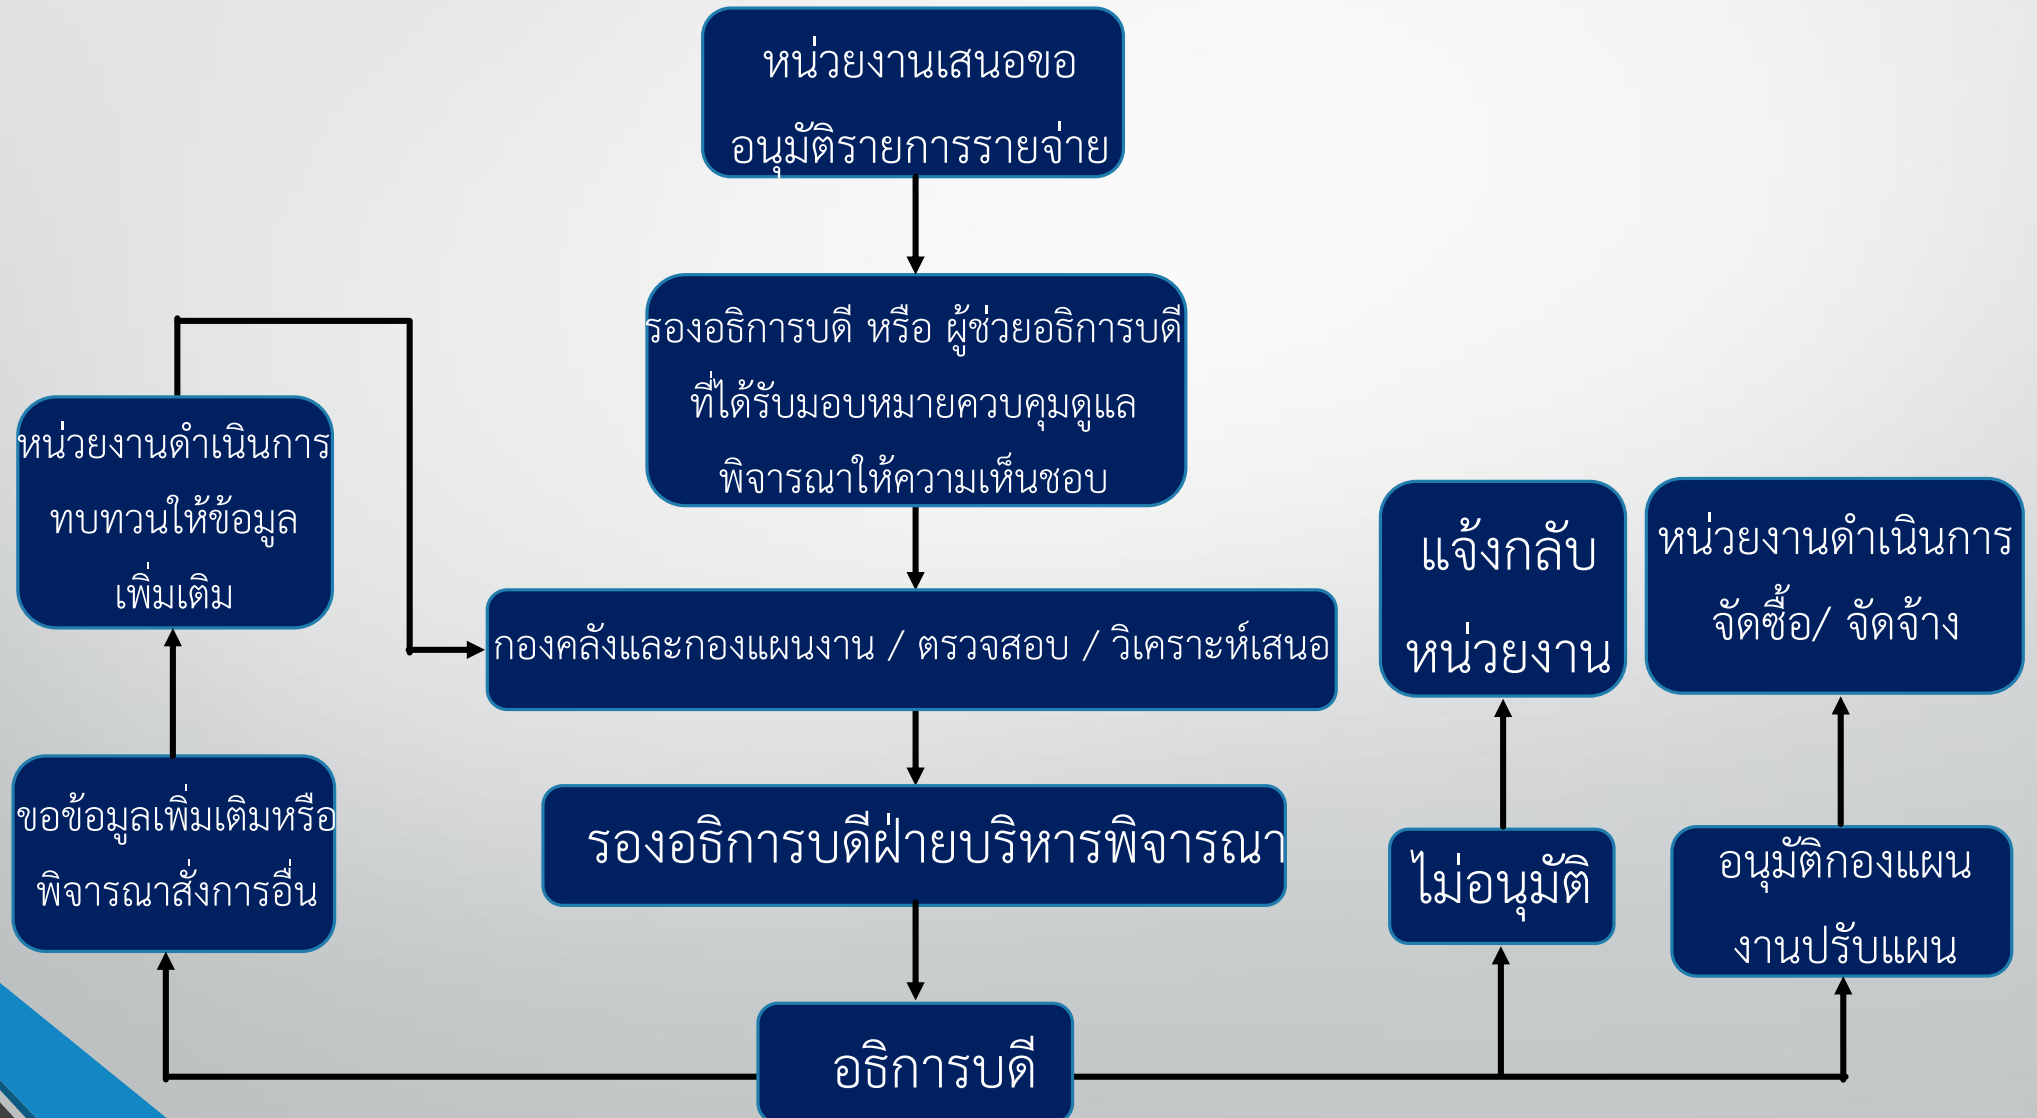 หน่วยงานเสนอขอ
อนุมัติรายการรายจ่าย
รองอธิการบดี หรือ ผู้ช่วยอธิการบดี
ที่ได้รับมอบหมายควบคุมดูแล
พิจารณาให้ความเห็นชอบ
หน่วยงานดำเนินการ
ทบทวนให้ข้อมูล
เพิ่มเติม
กองคลังและกองแผนงาน / ตรวจสอบ / วิเคราะห์เสนอ
แจ้งกลับ
หน่วยงาน
หน่วยงานดำเนินการ
จัดซื้อ/ จัดจ้าง
ขอข้อมูลเพิ่มเติมหรือ
พิจารณาสั่งการอื่น
รองอธิการบดีฝ่ายบริหารพิจารณา
ไม่อนุมัติ
อนุมัติกองแผน
งานปรับแผน
อธิการบดี